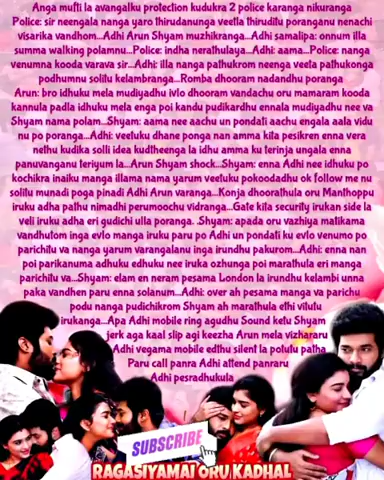 Anga mufti la avangalku protection kudukra 2 police karanga nikuranga
Police: sir neengala nanga yaro thirudanunga veetla thiruditu poranganu nenachi
visarika vandhom...Adhi Arun Shyam muzhikranga...Adhi samalipa: onnum illa
summa walking polamnu...Police: indha nerathulaya...Adhi: aama...Police: nanga
venumna kooda varava sir...Adhi: illa nanga pathukrom neenga veeta pathukonga
podhumnu solitu kelambranga...Romba dhooram nadandhu poranga
Arun: bro idhuku mela mudiyadhu ivlo dhooram vandachu oru mamaram kooda
kannula padla idhuku mela enga poi kandu pudikardhu ennala mudiyadhu nee va
Shyam nama polam...Shyam: aama nee aachu un pondati aachu engala aala vidu
nu po poranga...Adhi: veetuku dhane ponga nan amma kita pesikren enna vera
nethu kudika solli idea kudtheenga la idhu amma ku terinja ungala enna
panuvanganu teriyum la...Arun Shyam shock...Shyam: enna Adhi nee idhuku po
kochikra inaiku manga illama nama yarum veetuku pokoodadhu ok follow me nu
solitu munadi poga pinadi Adhi Arun varanga...Konja dhoorathula oru Manthoppu
iruku adha pathu nimadhi perumoochu vidranga...Gate kita security irukan side la
veli iruku adha eri gudichi ulla poranga. .Shyam: apada oru vazhiya matikama
vandhutom inga evlo manga iruku paru po Adhi un pondati ku evlo venumo po
parichitu va nanga yarum varangalanu inga irundhu pakurom...Adhi: enna nan
poi parikanuma adhuku edhuku nee iruka ozhunga poi marathula eri manga
parichitu va...Shyam: elam en neram pesama London la irundhu kelambi unna
paka vandhen paru enna solanum...Adhi: over ah pesama manga va parichu
podu nanga pudichikrom Shyam ah marathula ethi vitutu
irukanga...Apa Adhi mobile ring agudhu Sound ketu Shyam
jerk aga kaal slip agi keezha Arun mela vizhararu
Adhi vegama mobile edthu silent la potutu patha
Paru call panra Adhi attend panraru
Adhi pesradhukula
SUBSCRIBE
RAGASIYAMAI ORU KADHAL